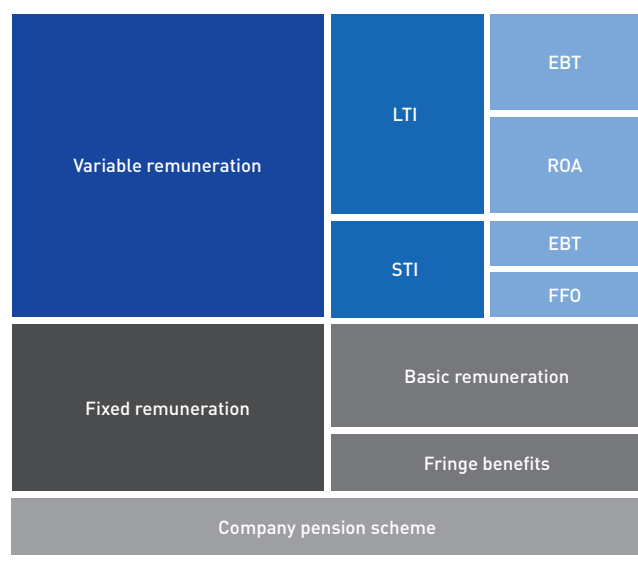 Variable remuneration
LTI
EBT
ROA
STI
EBT
FFO
Fixed remuneration
Basic remuneration
Fringe benefits
Company pension scheme